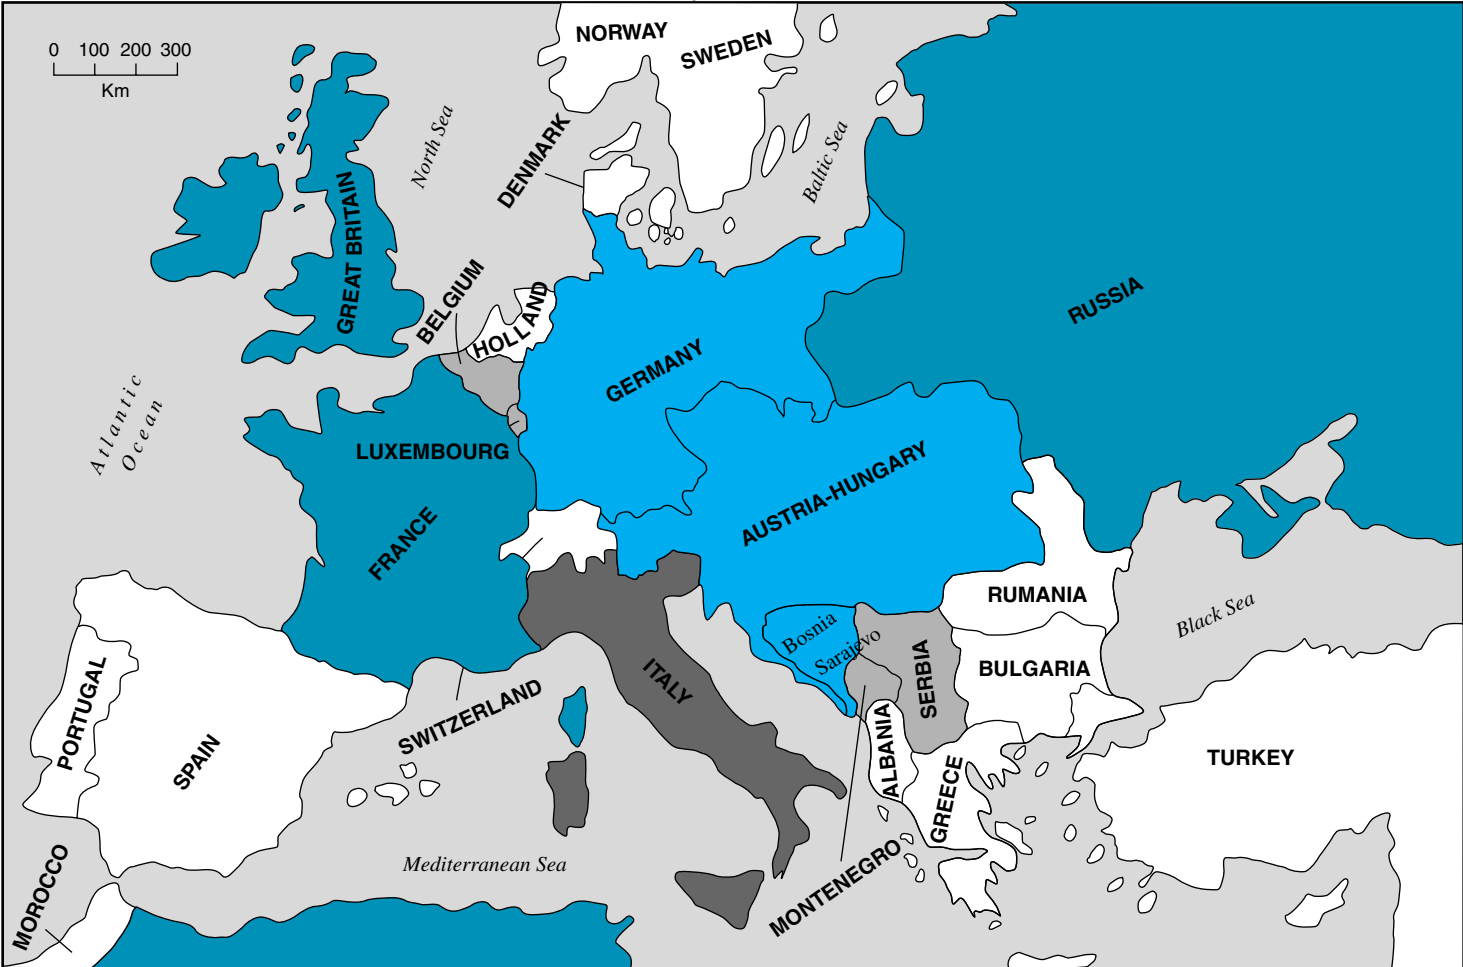 NORWAY
SWEDEN
0 100 200 300
Km
North Sea
DENMARK
Baltic Sea
GREAT BRITAIN
BELGIUM
HOLLAND
RUSSIA
GERMANY
Atlantic
Ocean
LUXEMBOURG
AUSTRIA-HUNGARY
FRANCE
RUMANIA
Black Sea
Bosnia
Sarajevo
SERBIA
BULGARIA
ITALY
PORTUGAL
SWITZERLAND
SPAIN
ALBANIA
GREECE
TURKEY
Mediterranean Sea
MONTENEGRO
MOROCCO